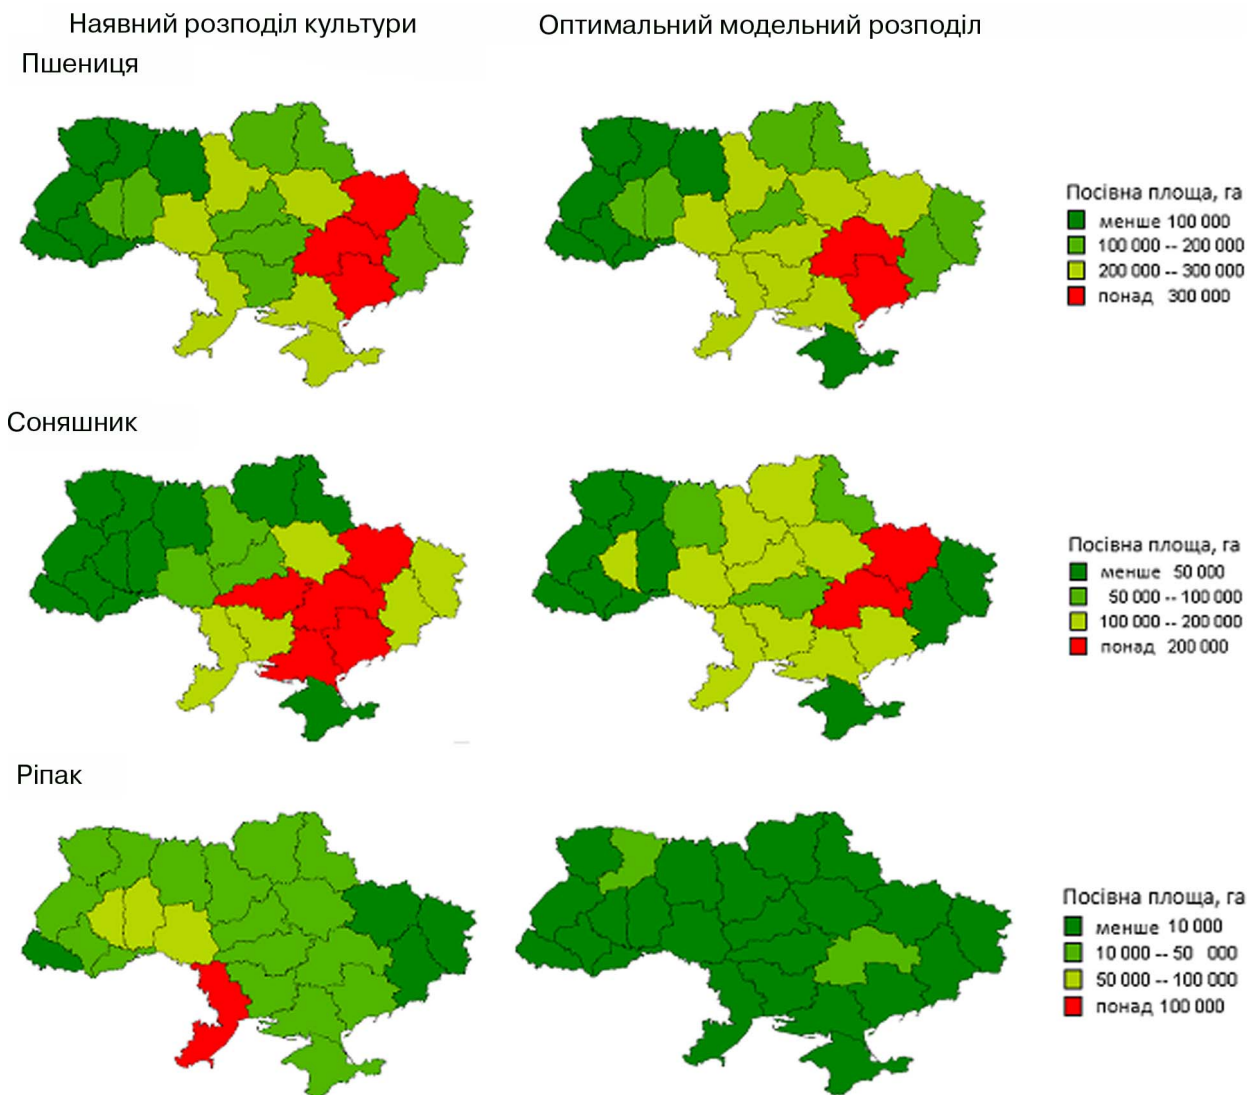 Наявний розподіл культури
Оптимальний модельний розподіл
Пшениця
Посівна площа, га
менше 100 000
100 000 -- 200 000
200 000 -- 300 000
понад 300 000
Соняшник
Посівна площа, га
менше 50 000
50 000 -- 100 000
100 000 -- 200 000
понад 200 000
Ріпак
Посівна площа, га
менше 10 000
10 000 -- 50 000
50 000 -- 100 000
понад 100 000